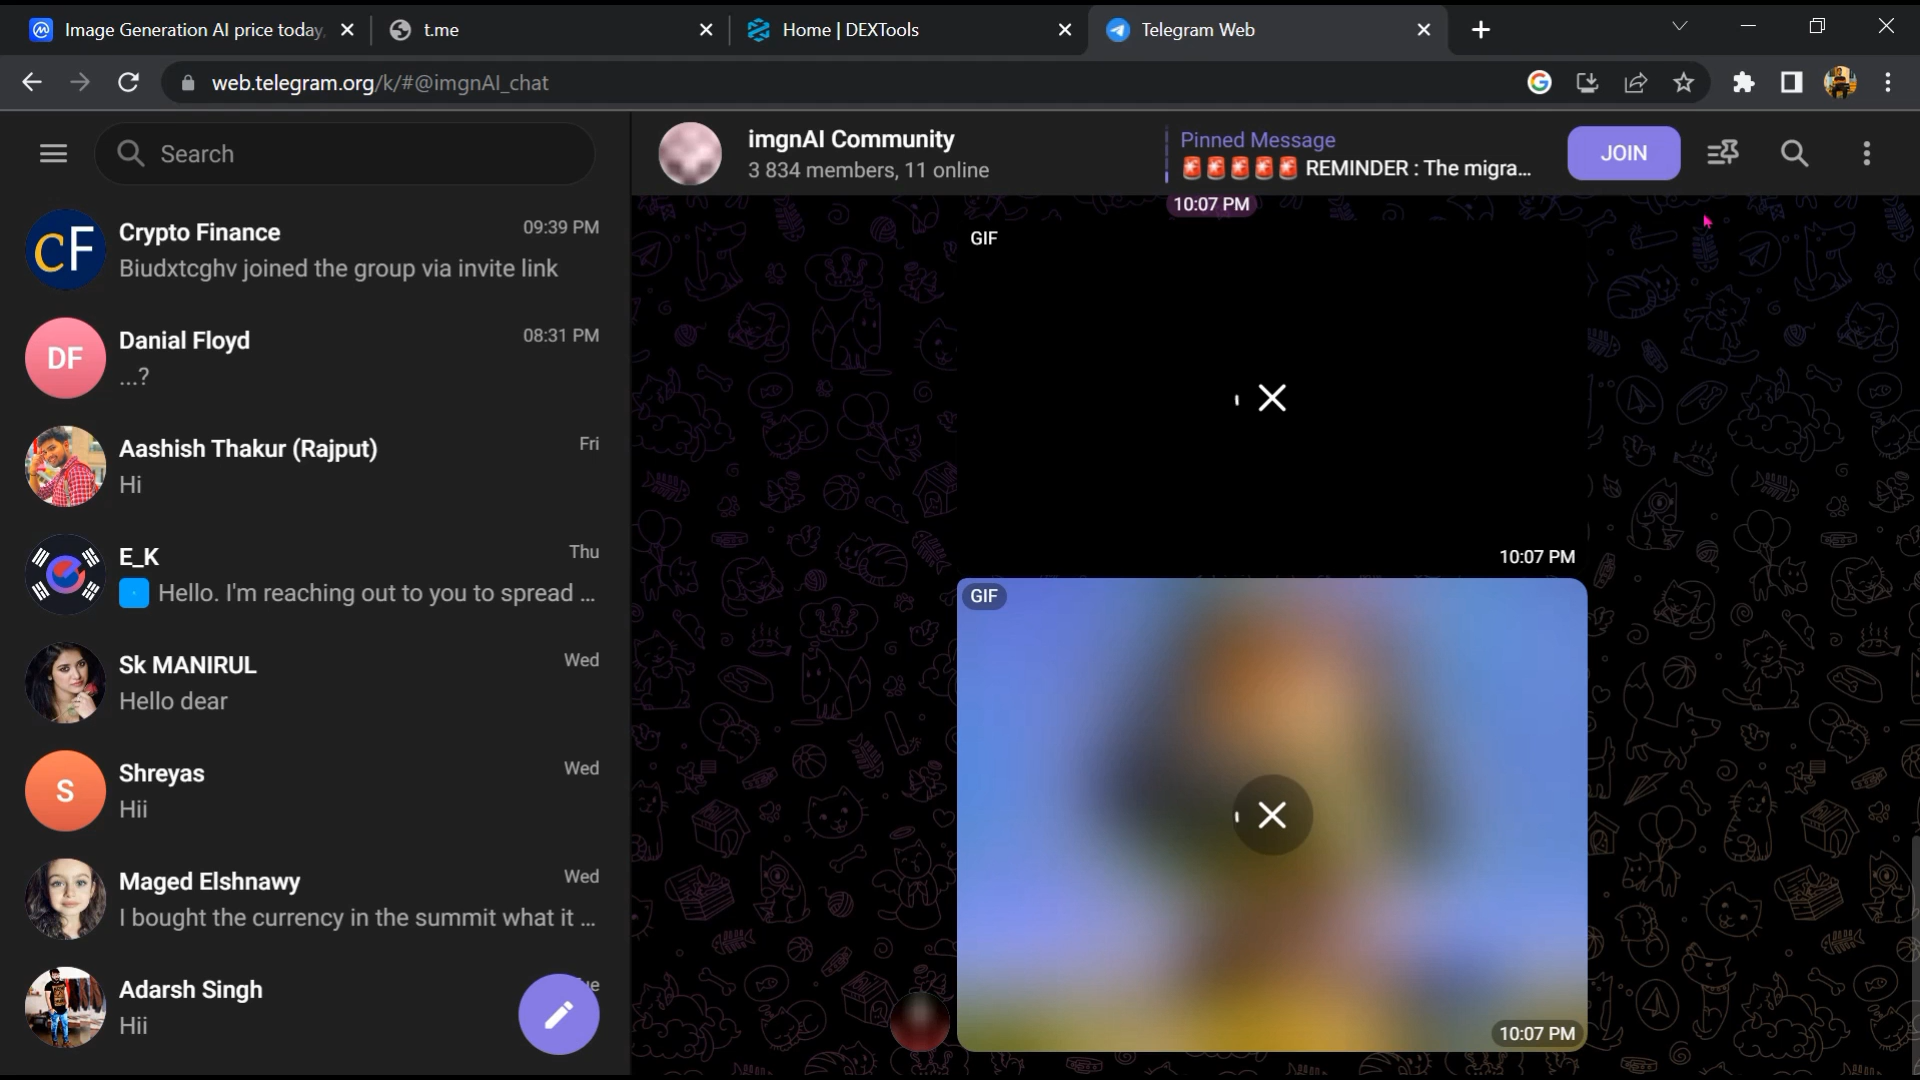 Image Generation AI price today,
t.me
Home | DEXTools
Telegram Web
web.telegram.org/k/#@imgnAI_chat
Search
imgnAI Community
3 834 members, 11 online
Pinned Message
🚨🚨🚨🚨🚨 REMINDER : The migra...
JOIN
10:07 PM
CF
Crypto Finance
09:39 PM
Biudxtcghv joined the group via invite link
DF
Danial Floyd
08:31 PM
...?
Aashish Thakur (Rajput)
Fri
Hi
E_K
Thu
Hello. I'm reaching out to you to spread ...
Sk MANIRUL
Wed
Hello dear
S
Shreyas
Wed
Hii
Maged Elshnawy
Wed
I bought the currency in the summit what it ...
Adarsh Singh
Hii
GIF
10:07 PM
GIF
10:07 PM